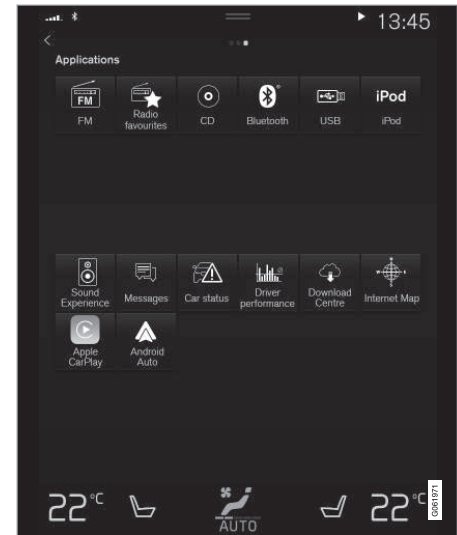 13:45
Applications
FM
iPod
FM
Radio
favourites
CD
Bluetooth
USB
iPod
Sound
Experience
Messages
Car status
Driver
performance
Download
Centre
Internet Map
Apple
CarPlay
Android
Auto
22°C
AUTO
22°C
G061971